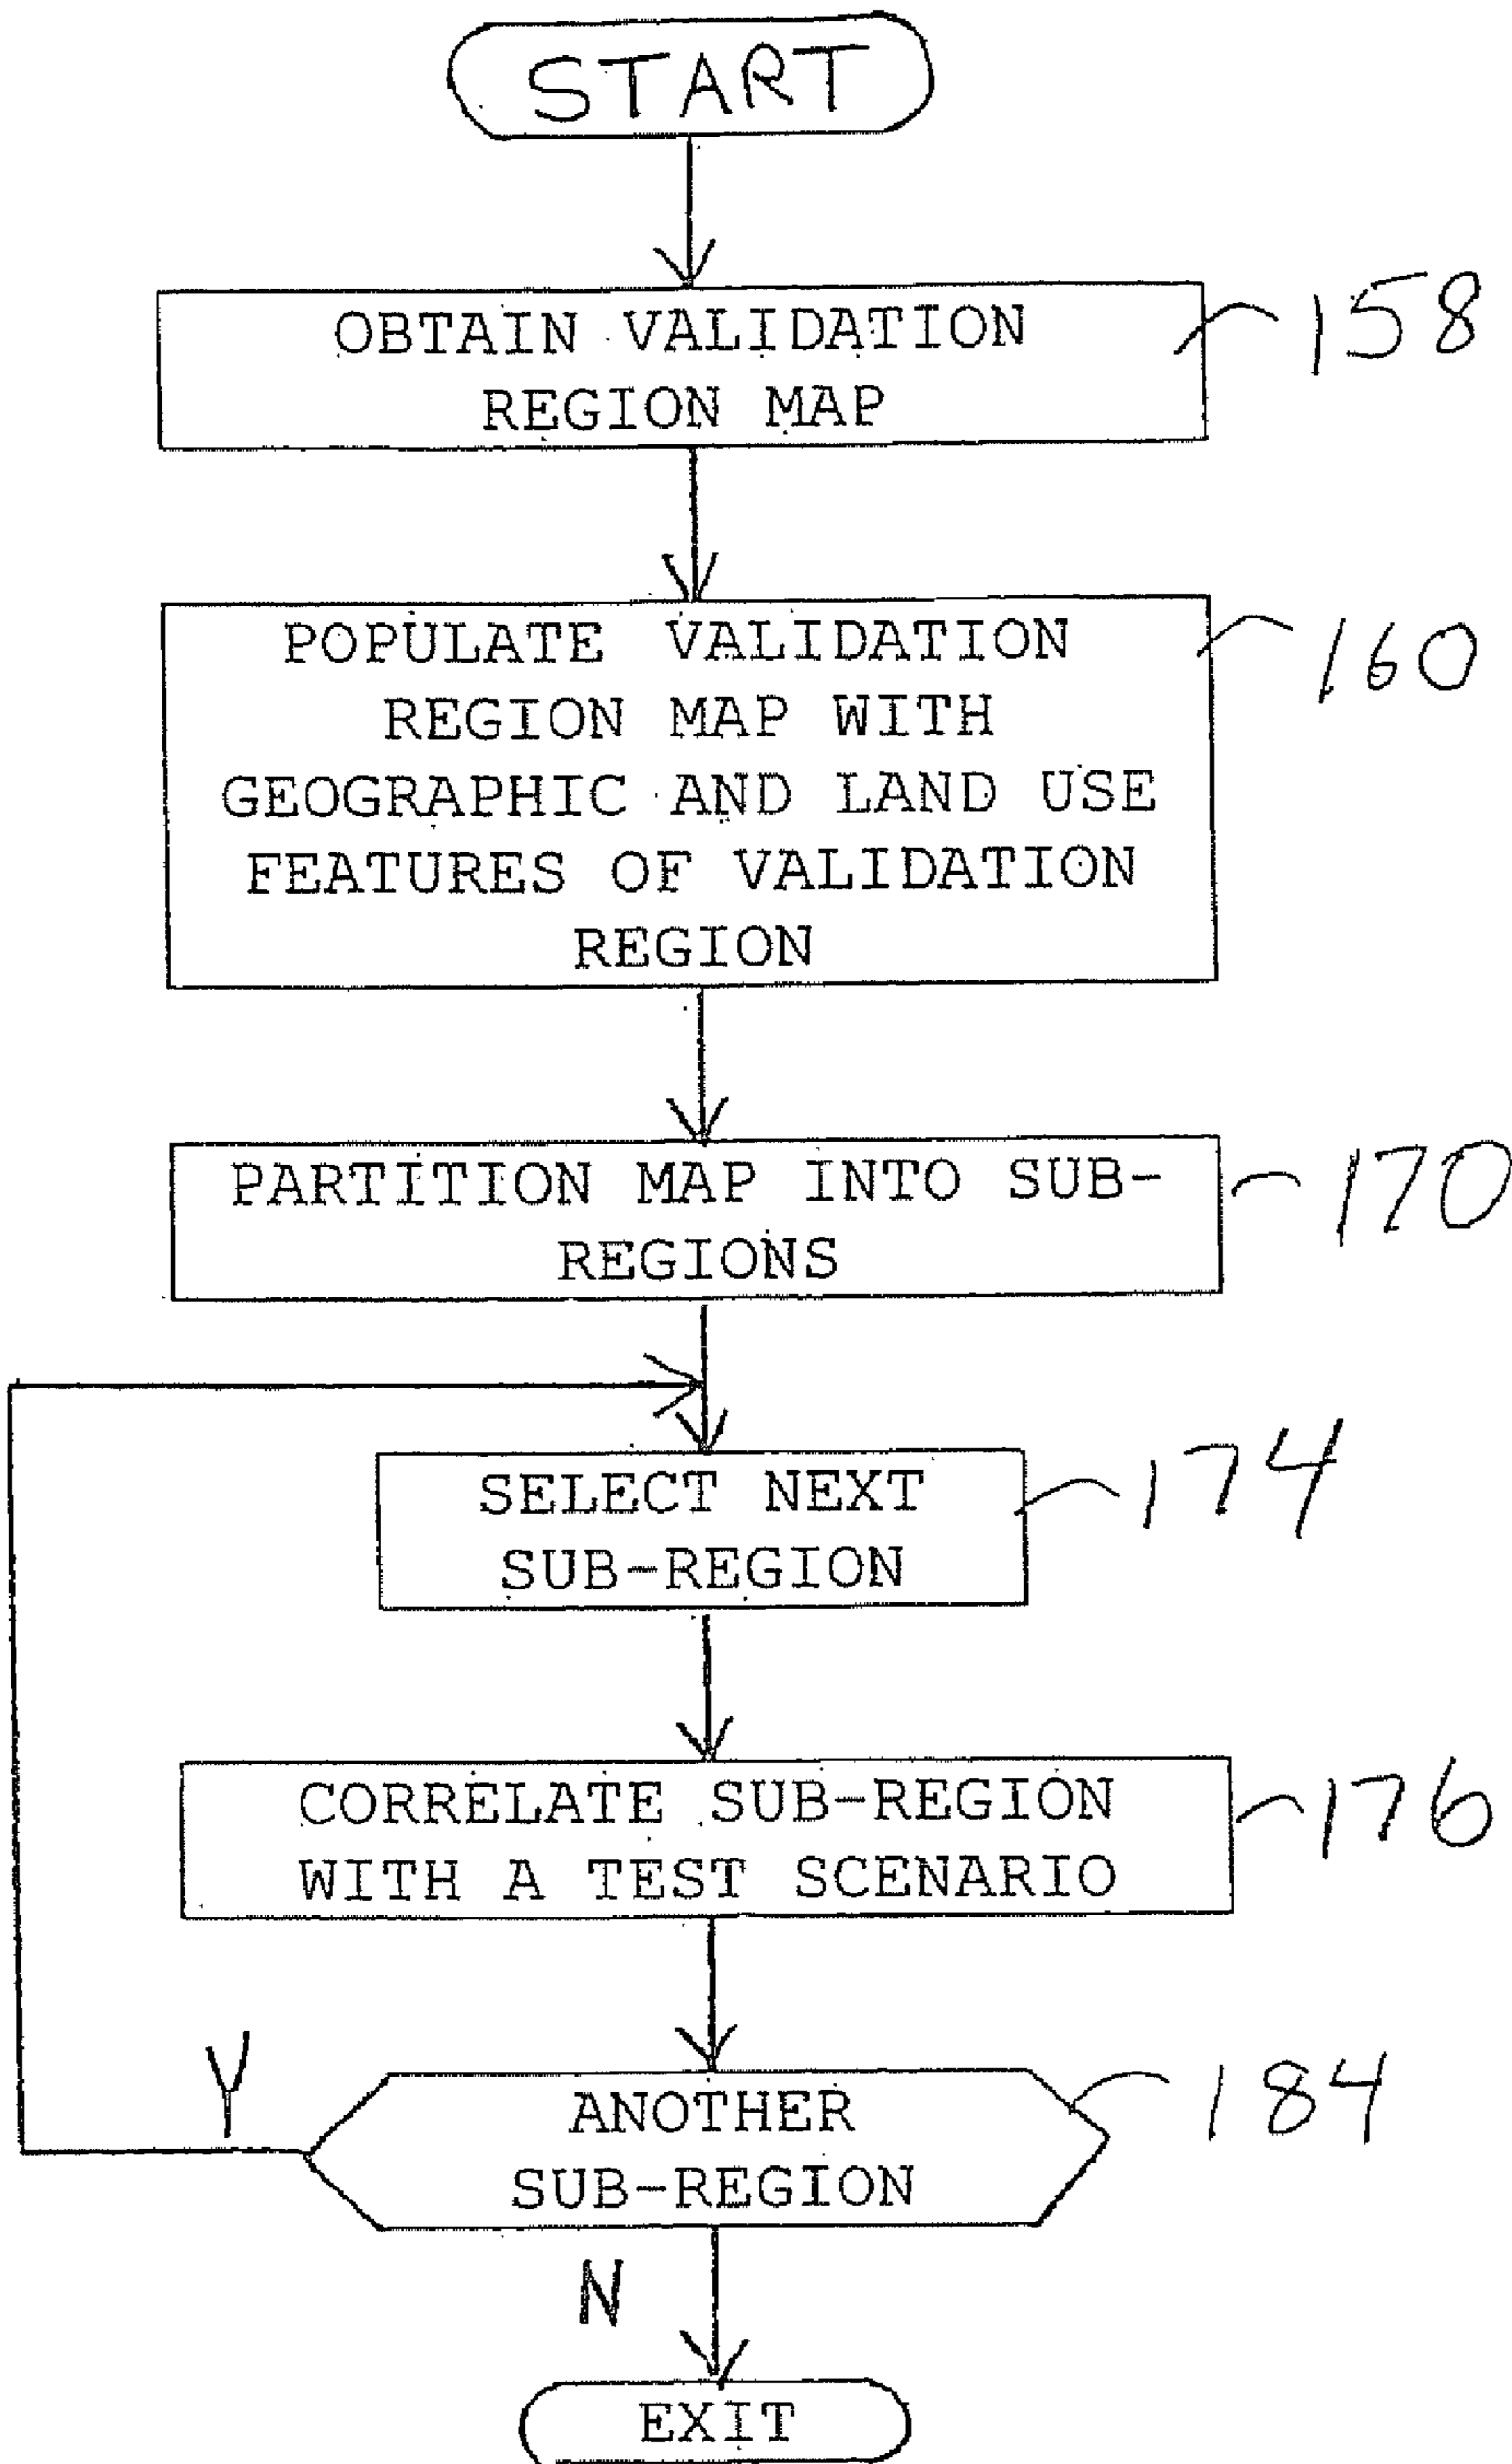 START
OBTAIN VALIDATION
REGION MAP
158
POPULATE VALIDATION
REGION MAP WITH
GEOGRAPHIC AND LAND USE
FEATURES OF VALIDATION
REGION
160
PARTITION MAP INTO SUB-
REGIONS
170
SELECT NEXT
SUB-REGION
174
CORRELATE SUB-REGION
WITH A TEST SCENARIO
176
ANOTHER
SUB-REGION
184
Y
N
EXIT